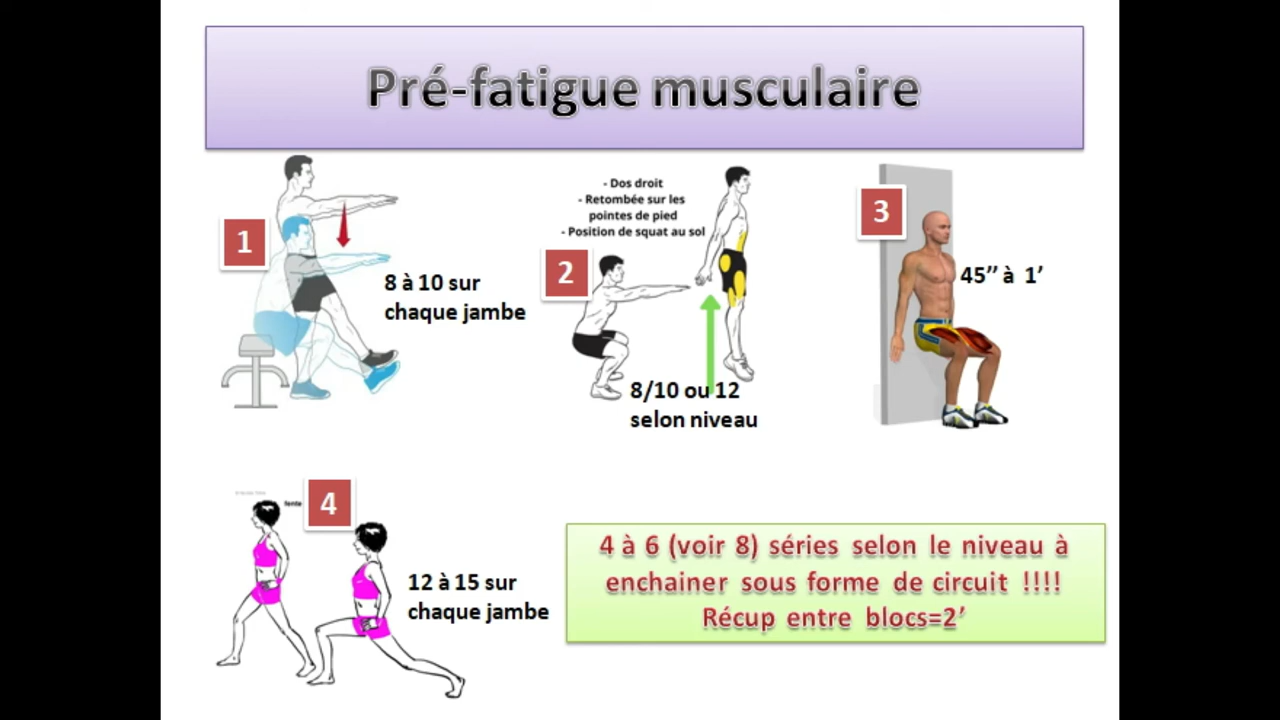 Pré-fatigue musculaire
1
8 à 10 sur
chaque jambe
- Dos droit
- Retombée sur les
pointes de pied
- Position de squat au sol
2
8/10 ou 12
selon niveau
3
45’’ à 1’
4
fente
12 à 15 sur
chaque jambe
4 à 6 (voir 8) séries selon le niveau à
enchainer sous forme de circuit !!!!
Récup entre blocs=2’